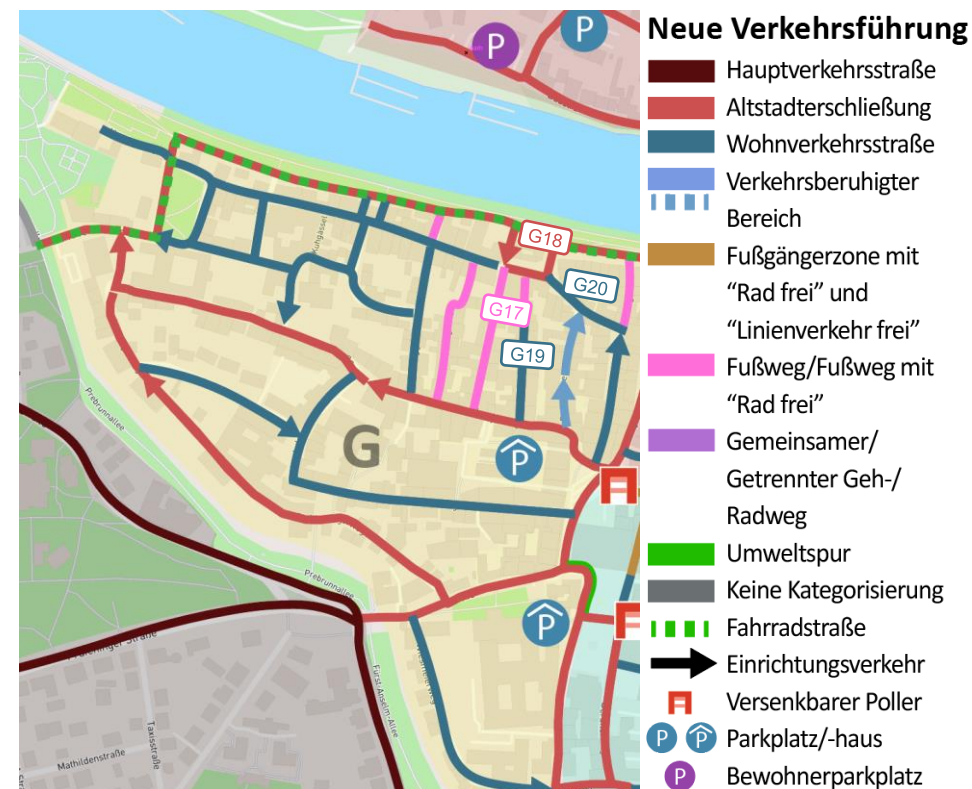 Neue Verkehrsführung
Hauptverkehrsstraße
Altstadterschließung
Wohnverkehrsstraße
Verkehrsberuhigter
Bereich
Fußgängerzone mit
“Rad frei” und
“Linienverkehr frei”
Fußweg/Fußweg mit
“Rad frei”
Gemeinsamer/
Getrennter Geh-/
Radweg
Umweltspur
Keine Kategorisierung
Fahrradstraße
Einrichtungsverkehr
Versenkbarer Poller
P P Parkplatz/-haus
P Bewohnerparkplatz
P
P
G18
G20
G17
G19
G
P
P
Prebrunnallee
Prebrunnallee
Fürst-Anselm-Allee
Taxisstraße
Mathildenstraße